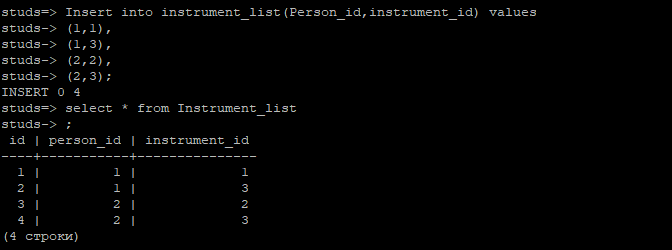 studs=> Insert into instrument_list(Person_id,instrument_id) values
studs-> (1,1),
studs-> (1,3),
studs-> (2,2),
studs-> (2,3);
INSERT 0 4
studs=> select * from Instrument_list
studs-> ;
 id | person_id | instrument_id
----+-----------+---------------
  1 |         1 |             1
  2 |         1 |             3
  3 |         2 |             2
  4 |         2 |             3
(4 строки)